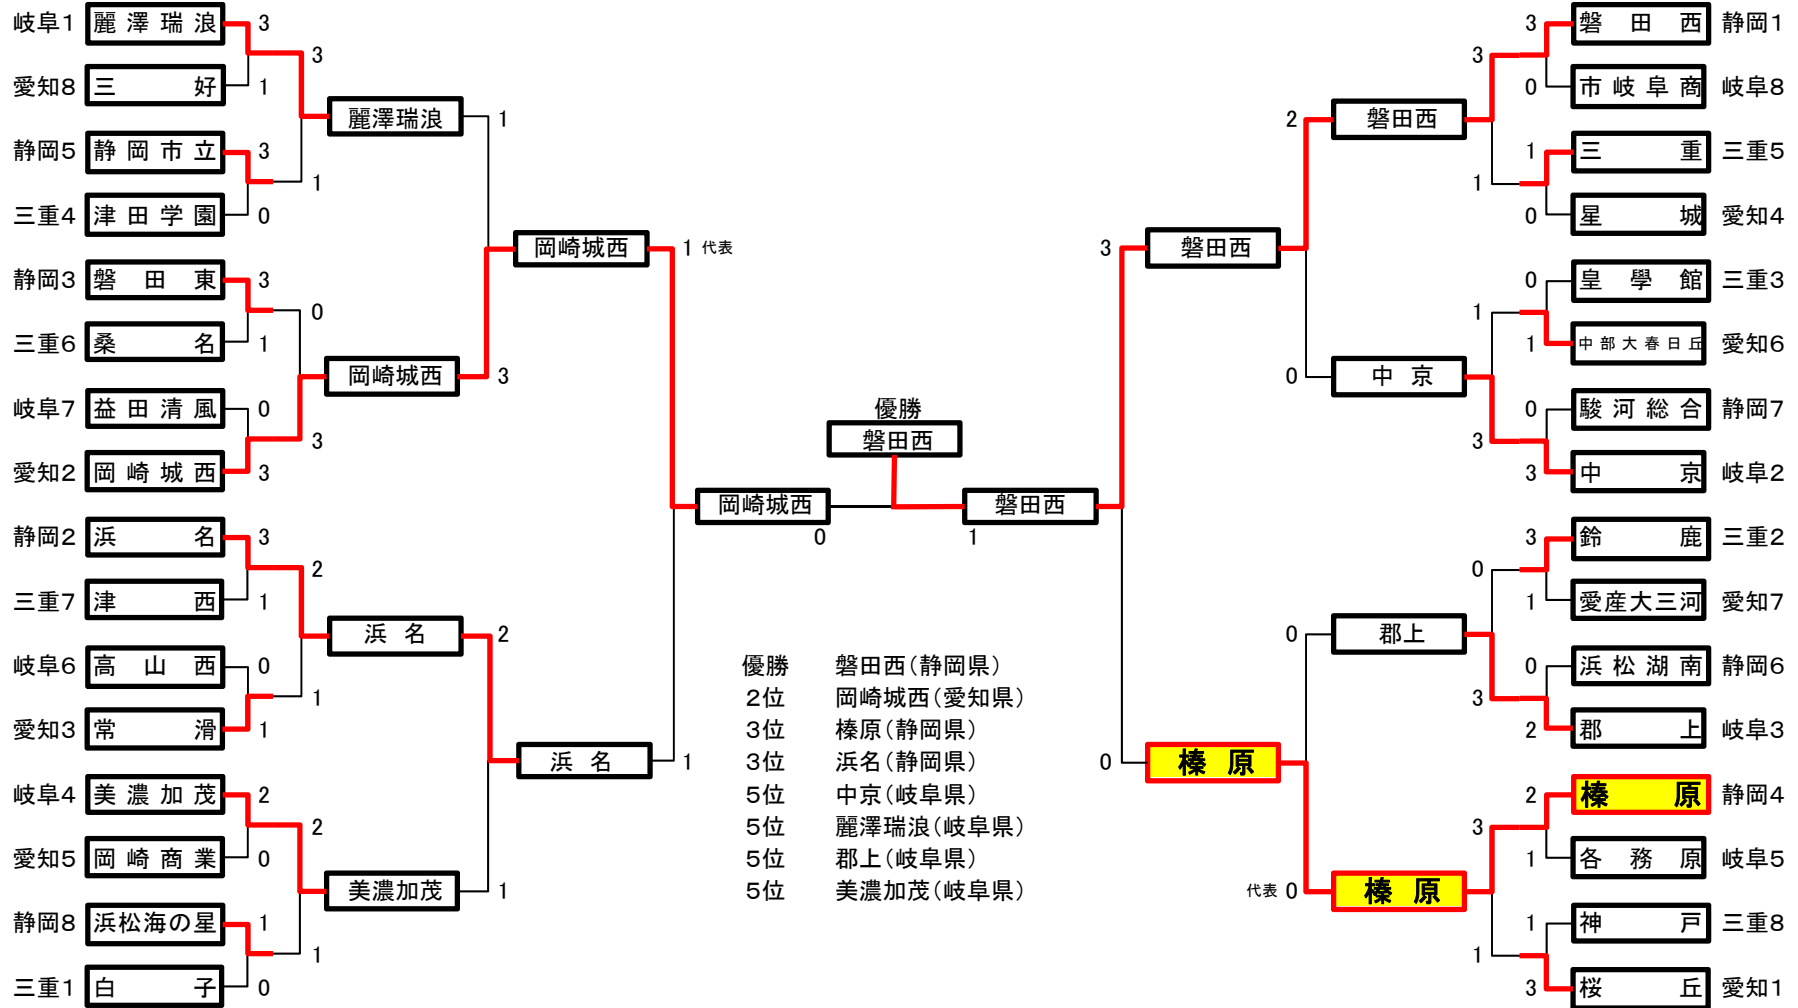 岐阜1 麗澤瑞浪 3
3
愛知8 三好 1
麗澤瑞浪 1
静岡5 静岡市立 3
1
三重4 津田学園 0
岡崎城西 1 代表
静岡3 磐田東 3
0
三重6 桑名 1
岡崎城西 3
岐阜7 益田清風 0
3
愛知2 岡崎城西 3
岡崎城西 0
静岡2 浜名 3
2
三重7 津西 1
浜名 2
岐阜6 高山西 0
1
愛知3 常滑 1
浜名 1
岐阜4 美濃加茂 2
2
愛知5 岡崎商業 0
美濃加茂 1
静岡8 浜松海の星 1
1
三重1 白子 0
優勝
磐田西
磐田西 1
優勝 磐田西(静岡県)
2位 岡崎城西(愛知県)
3位 榛原(静岡県)
3位 浜名(静岡県)
5位 中京(岐阜県)
5位 麗澤瑞浪(岐阜県)
5位 郡上(岐阜県)
5位 美濃加茂(岐阜県)
3 磐田西 静岡1
3
0 市岐阜商 岐阜8
2 磐田西
1 三重 三重5
1
0 星城 愛知4
3 磐田西
0 皇學館 三重3
1
1 中部大春日丘 愛知6
0 中京
0 駿河総合 静岡7
3
3 中京 岐阜2
3 鈴鹿 三重2
0
1 愛産大三河 愛知7
0 郡上
0 浜松湖南 静岡6
3
2 郡上 岐阜3
0 榛原
2 榛原 静岡4
3
1 各務原 岐阜5
代表 0 榛原
1 神戸 三重8
1
3 桜丘 愛知1